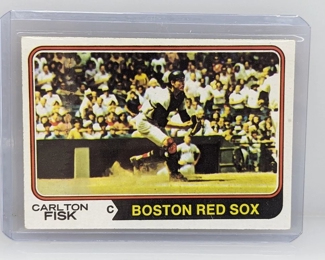 CARLTON
FISK
C
BOSTON RED SOX